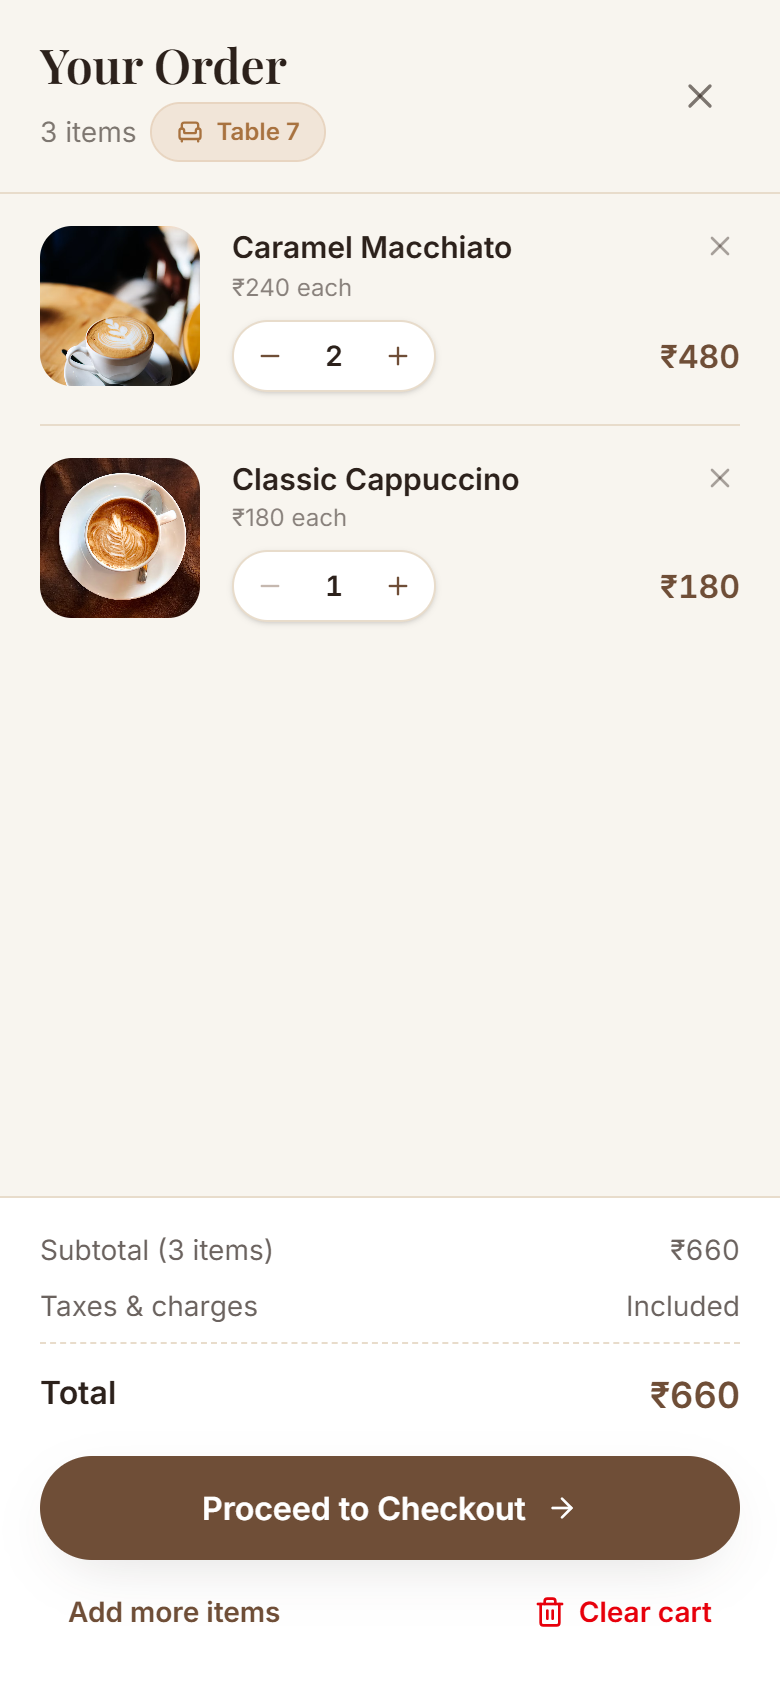 Your Order
3 items
Table 7
Caramel Macchiato
₹240 each
2
₹480
Classic Cappuccino
₹180 each
1
₹180
Subtotal (3 items)
₹660
Taxes & charges
Included
Total
₹660
Proceed to Checkout
Add more items
Clear cart